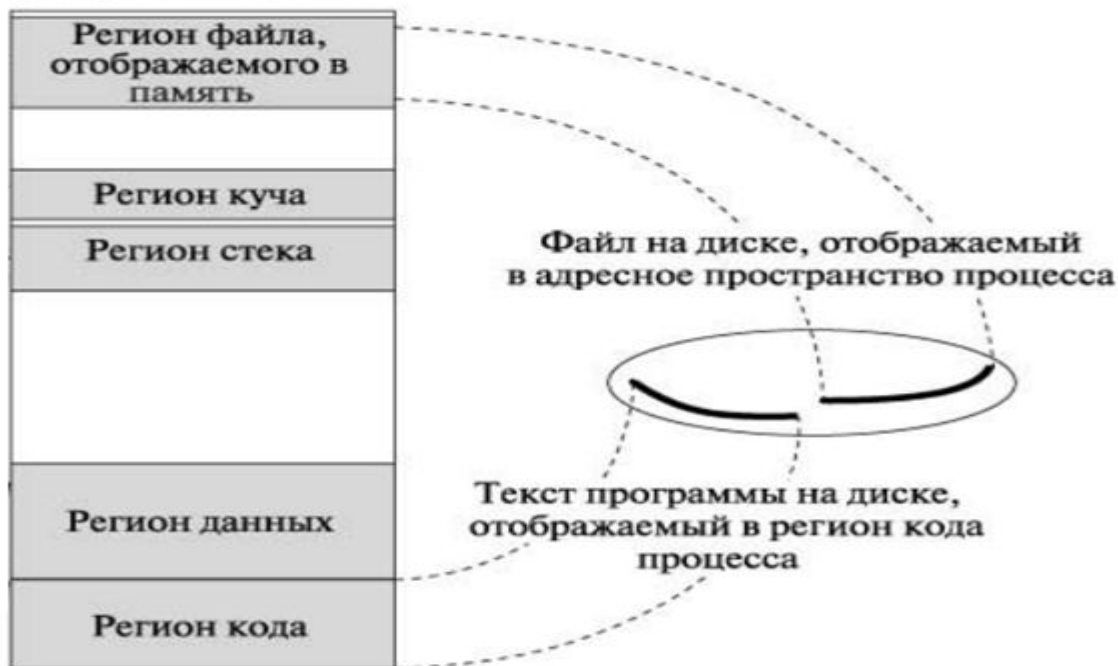 Регион файла,
отображаемого в
память
Регион куча
Регион стека
Файл на диске, отображаемый
в адресное пространство процесса
Регион данных
Текст программы на диске,
отображаемый в регион кода
процесса
Регион кода